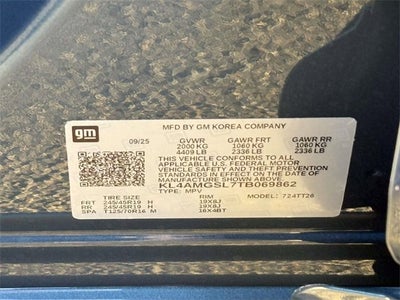 gm
MFD BY GM KOREA COMPANY
09/25 GVWR GAWR FRT GAWR RR
2000 KG 1060 KG 1060 KG
4409 LB 2336 LB 2336 LB
THIS VEHICLE CONFORMS TO ALL
APPLICABLE U.S. FEDERAL MOTOR
VEHICLE SAFETY AND THEFT PREVENTION
STANDARDS IN EFFECT ON THE DATE OF
MANUFACTURE SHOWN ABOVE.
KL4AMGSL7TB069862
TYPE: MPV MODEL: 724TT26
TIRE SIZE RIM
FRT 245/45R19 H 19X8J
RR 245/45R19 H 19X8J
SPA T125/70R16 M 16X4BT